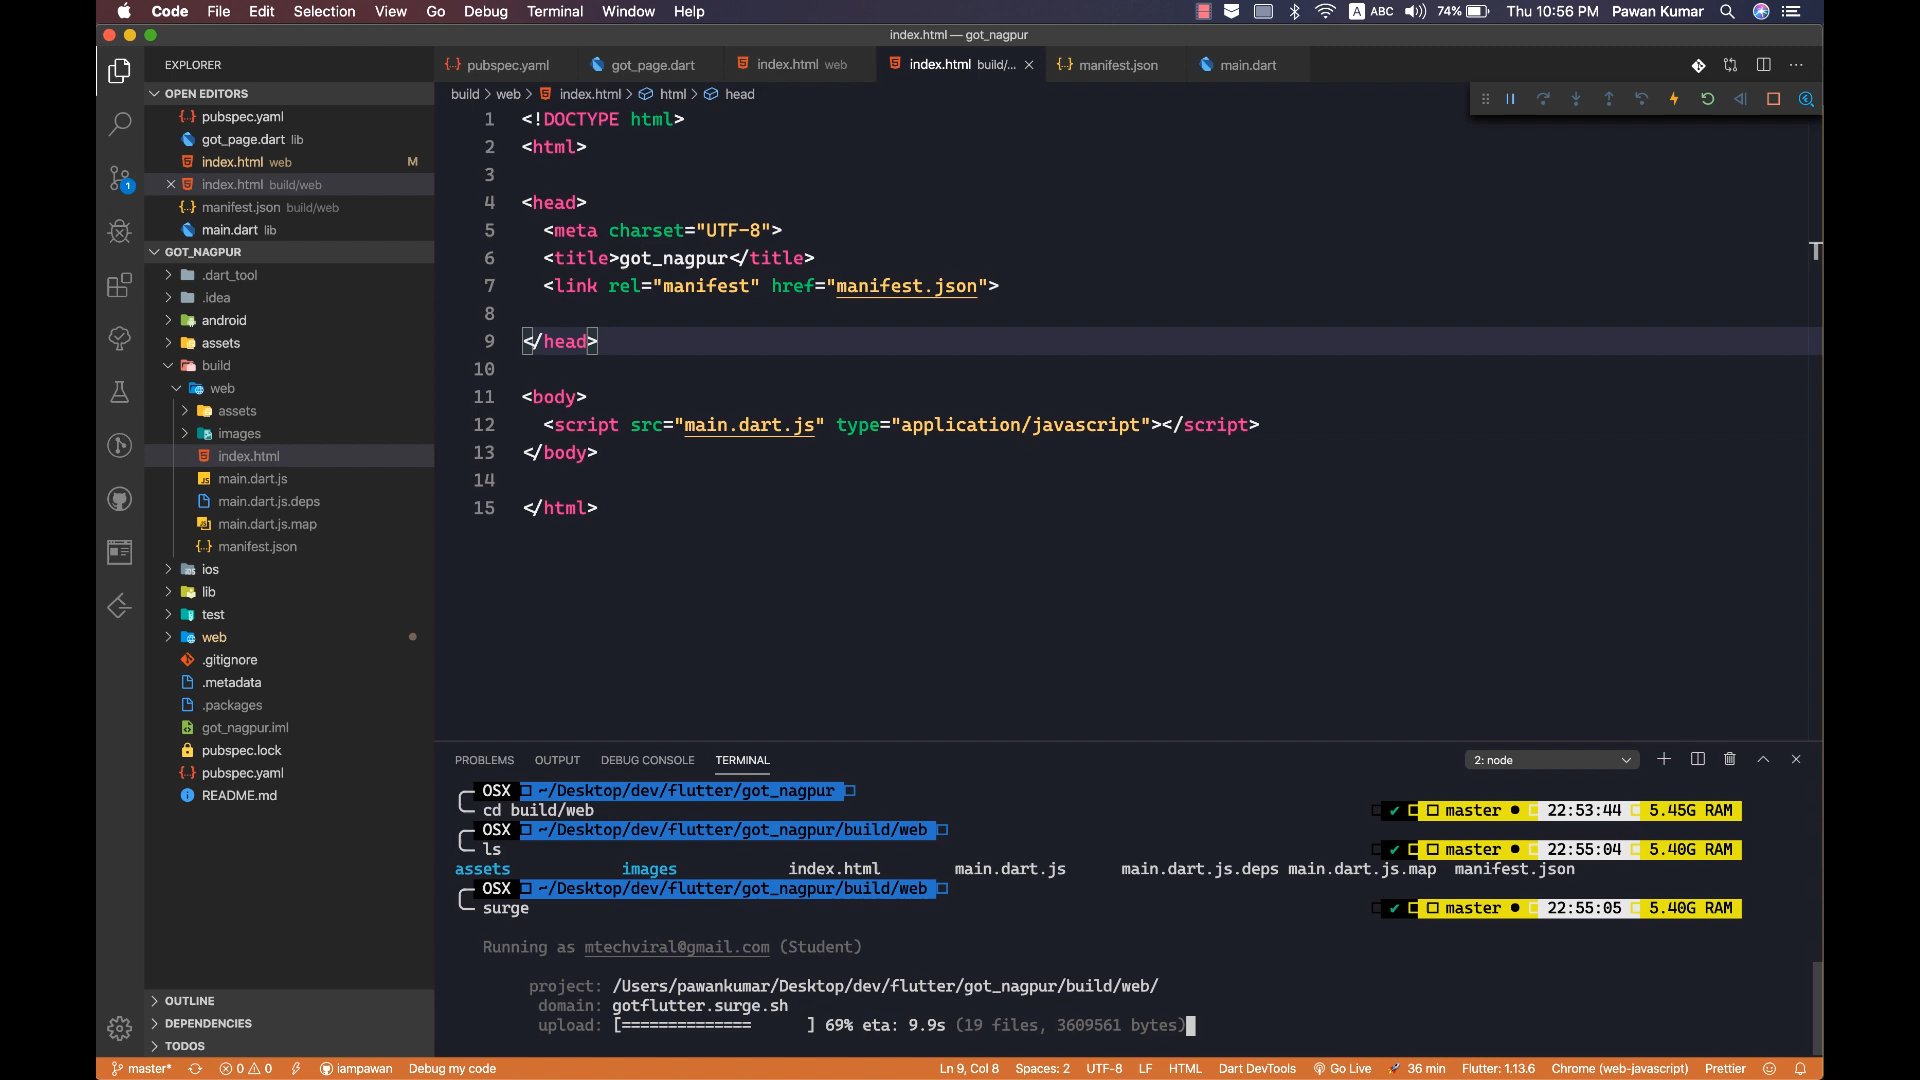 Code File Edit Selection View Go Debug Terminal Window Help
A ABC 74% Thu 10:56 PM Pawan Kumar
index.html — got_nagpur
EXPLORER
pubspec.yaml got_page.dart index.html web index.html build/... manifest.json main.dart
OPEN EDITORS
pubspec.yaml
got_page.dart lib
index.html web M
index.html build/web
manifest.json build/web
main.dart lib
GOT_NAGPUR
.dart_tool
.idea
android
assets
build
web
assets
images
index.html
main.dart.js
main.dart.js.deps
main.dart.js.map
manifest.json
ios
lib
test
web
.gitignore
.metadata
.packages
got_nagpur.iml
pubspec.lock
pubspec.yaml
README.md
OUTLINE
DEPENDENCIES
TODOS
1
build > web > index.html > html > head
1 <!DOCTYPE html>
2 <html>
3
4 <head>
5 <meta charset="UTF-8">
6 <title>got_nagpur</title>
7 <link rel="manifest" href="manifest.json">
8
9 </head>
10
11 <body>
12 <script src="main.dart.js" type="application/javascript"></script>
13 </body>
14
15 </html>
PROBLEMS OUTPUT DEBUG CONSOLE TERMINAL 2: node
OSX ~/Desktop/dev/flutter/got_nagpur
cd build/web ✔ master ● 22:53:44 5.45G RAM
OSX ~/Desktop/dev/flutter/got_nagpur/build/web
ls ✔ master ● 22:55:04 5.40G RAM
assets images index.html main.dart.js main.dart.js.deps main.dart.js.map manifest.json
OSX ~/Desktop/dev/flutter/got_nagpur/build/web
surge ✔ master ● 22:55:05 5.40G RAM
Running as mtechviral@gmail.com (Student)
project: /Users/pawankumar/Desktop/dev/flutter/got_nagpur/build/web/
domain: gotflutter.surge.sh
upload: [============== ] 69% eta: 9.9s (19 files, 3609561 bytes)
master* 0 0 iampawan Debug my code Ln 9, Col 8 Spaces: 2 UTF-8 LF HTML Dart DevTools Go Live 36 min Flutter: 1.13.6 Chrome (web-javascript) Prettier